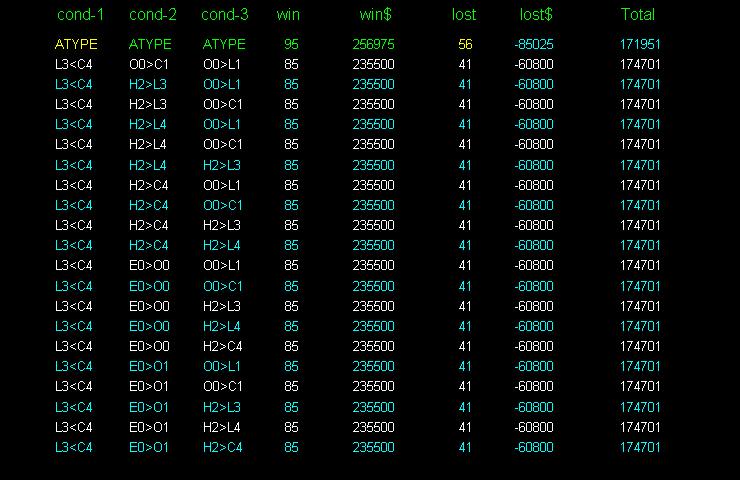 cond-1 cond-2 cond-3 win win$ lost lost$ Total
ATYPE ATYPE ATYPE 95 256975 56 -85025 171951
L3<C4 O0>C1 O0>L1 85 235500 41 -60800 174701
L3<C4 H2>L3 O0>L1 85 235500 41 -60800 174701
L3<C4 H2>L3 O0>C1 85 235500 41 -60800 174701
L3<C4 H2>L4 O0>L1 85 235500 41 -60800 174701
L3<C4 H2>L4 O0>C1 85 235500 41 -60800 174701
L3<C4 H2>L4 H2>L3 85 235500 41 -60800 174701
L3<C4 H2>C4 O0>L1 85 235500 41 -60800 174701
L3<C4 H2>C4 O0>C1 85 235500 41 -60800 174701
L3<C4 H2>C4 H2>L3 85 235500 41 -60800 174701
L3<C4 H2>C4 H2>L4 85 235500 41 -60800 174701
L3<C4 E0>O0 O0>L1 85 235500 41 -60800 174701
L3<C4 E0>O0 O0>C1 85 235500 41 -60800 174701
L3<C4 E0>O0 H2>L3 85 235500 41 -60800 174701
L3<C4 E0>O0 H2>L4 85 235500 41 -60800 174701
L3<C4 E0>O0 H2>C4 85 235500 41 -60800 174701
L3<C4 E0>O1 O0>L1 85 235500 41 -60800 174701
L3<C4 E0>O1 O0>C1 85 235500 41 -60800 174701
L3<C4 E0>O1 H2>L3 85 235500 41 -60800 174701
L3<C4 E0>O1 H2>L4 85 235500 41 -60800 174701
L3<C4 E0>O1 H2>C4 85 235500 41 -60800 174701